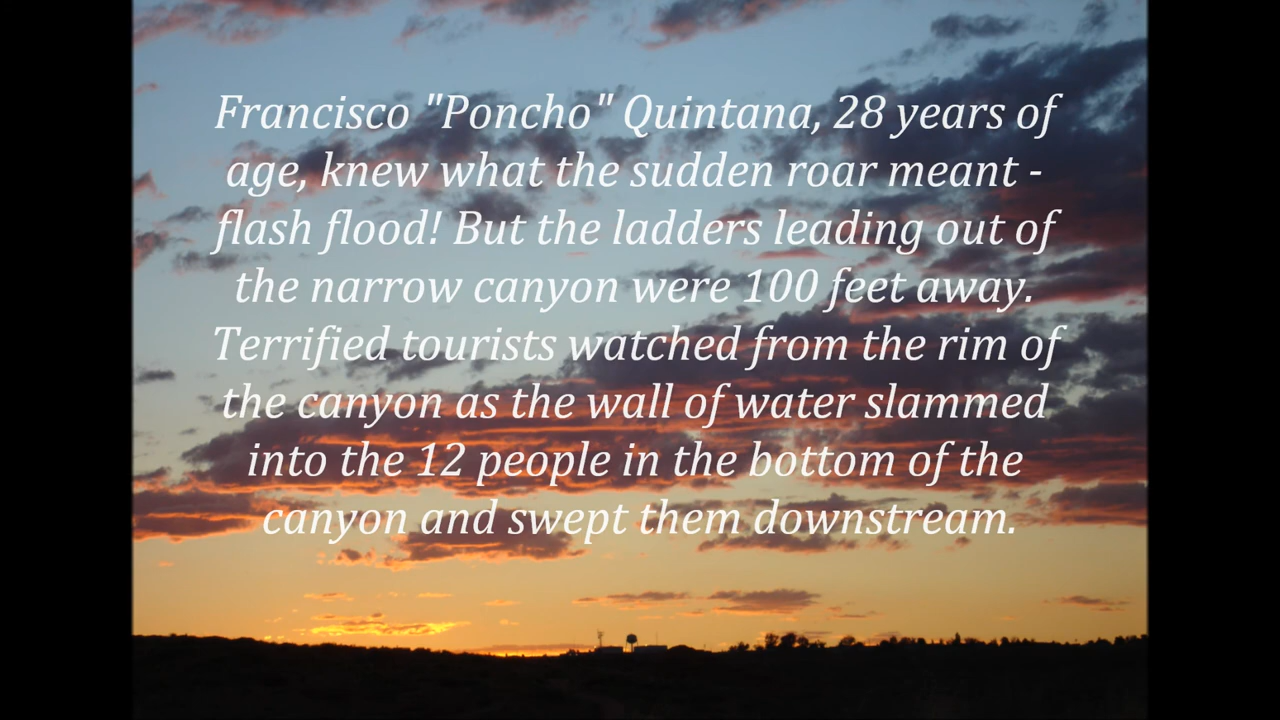 Francisco "Poncho" Quintana, 28 years of
age, knew what the sudden roar meant -
flash flood! But the ladders leading out of
the narrow canyon were 100 feet away.
Terrified tourists watched from the rim of
the canyon as the wall of water slammed
into the 12 people in the bottom of the
canyon and swept them downstream.